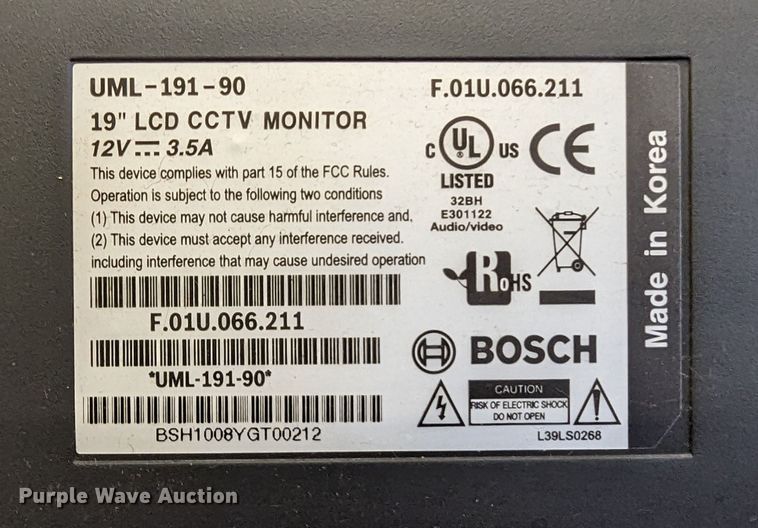 UML-191-90 F.01U.066.211
19" LCD CCTV MONITOR
12V⎓ 3.5A
This device complies with part 15 of the FCC Rules.
Operation is subject to the following two conditions
(1) This device may not cause harmful interference and,
(2) This device must accept any interference received.
including interference that may cause undesired operation
C UL US CE
LISTED
32BH
E301122
Audio/video
RoHS
F.01U.066.211
*UML-191-90*
BSH1008YGT00212
BOSCH
CAUTION
RISK OF ELECTRIC SHOCK
DO NOT OPEN
L39LS0268
Made in Korea
Purple Wave Auction